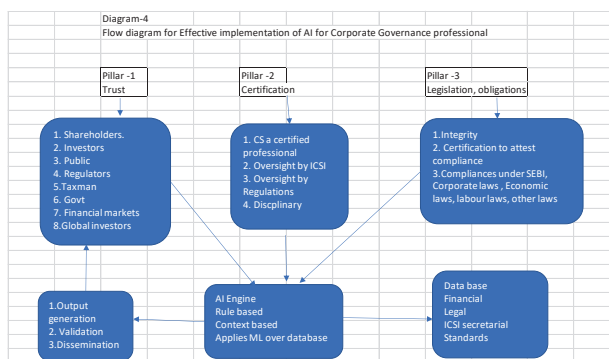 Diagram-4
Flow diagram for Effective implementation of AI for Corporate Governance professional
Pillar -1
Trust
Pillar -2
Certification
Pillar -3
Legislation, obligations
1. Shareholders.
2. Investors
3. Public
4. Regulators
5.Taxman
6. Govt
7. Financial markets
8.Global investors
1. CS a certified
professional
2. Oversight by ICSI
3. Oversight by
Regulations
4. Discplinary
1.Integrity
2. Certification to attest
compliance
3.Compliances under SEBI,
Corporate laws , Economic
laws, labour laws, other laws
1.Output
generation
2. Validation
3.Dissemination
AI Engine
Rule based
Context based
Applies ML over database
Data base
Financial
Legal
ICSI secretarial
Standards